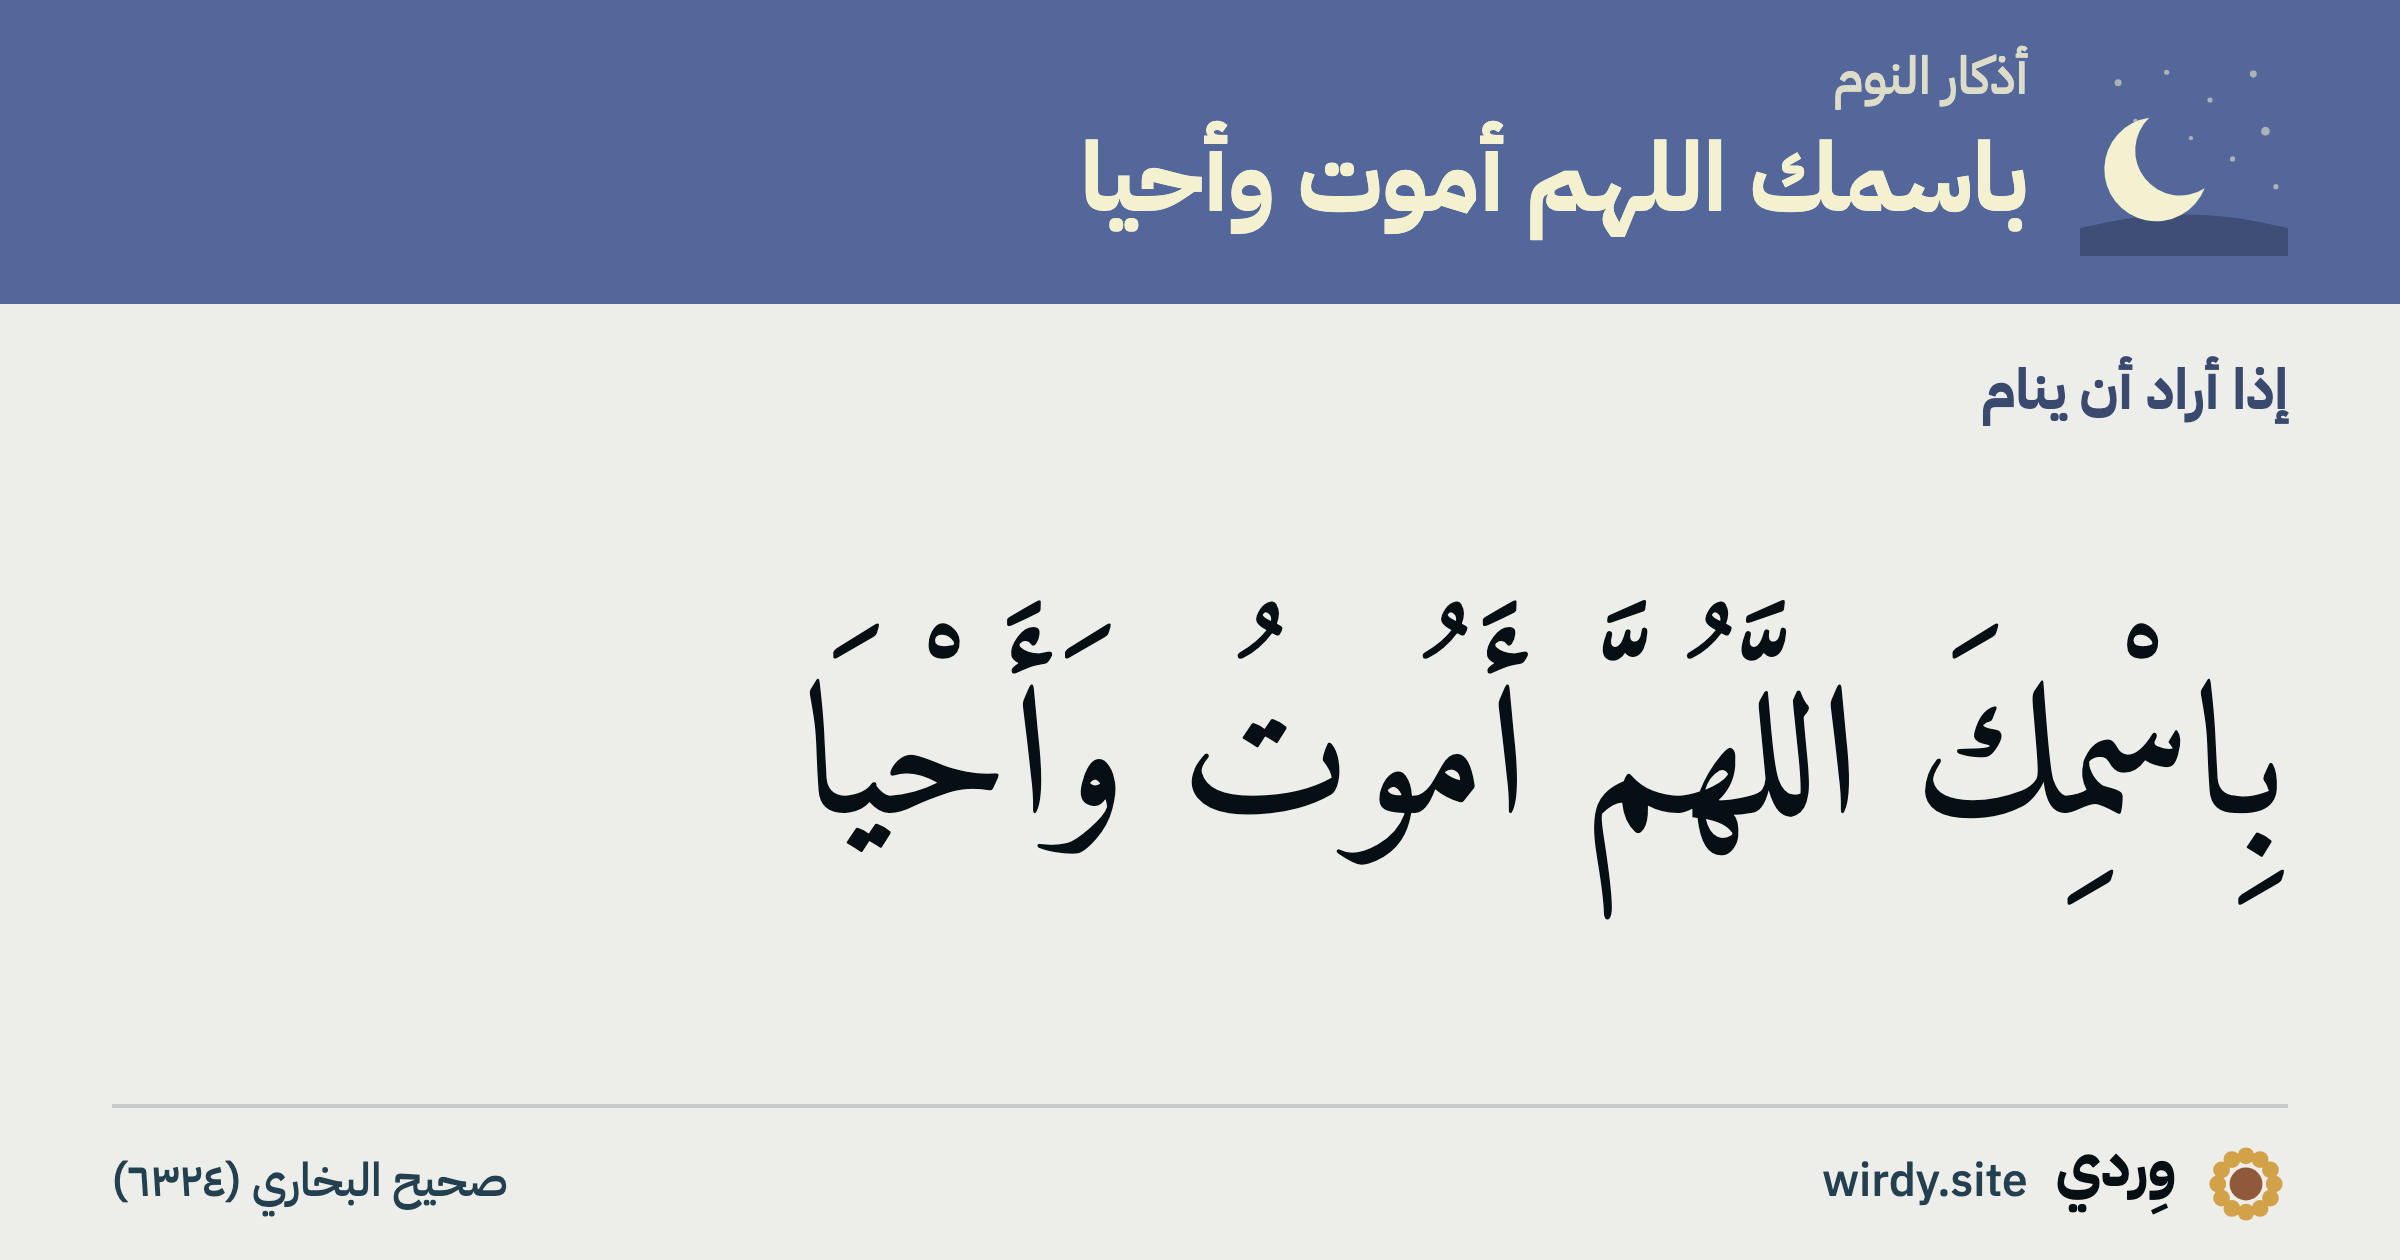 أذكار النوم
باسمك اللهم أموت وأحيا
إذا أراد أن ينام
بِاسْمِكَ اللَّهُمَّ أَمُوتُ وَأَحْيَا
وِردي wirdy.site
صحيح البخاري (٦٣٢٤)